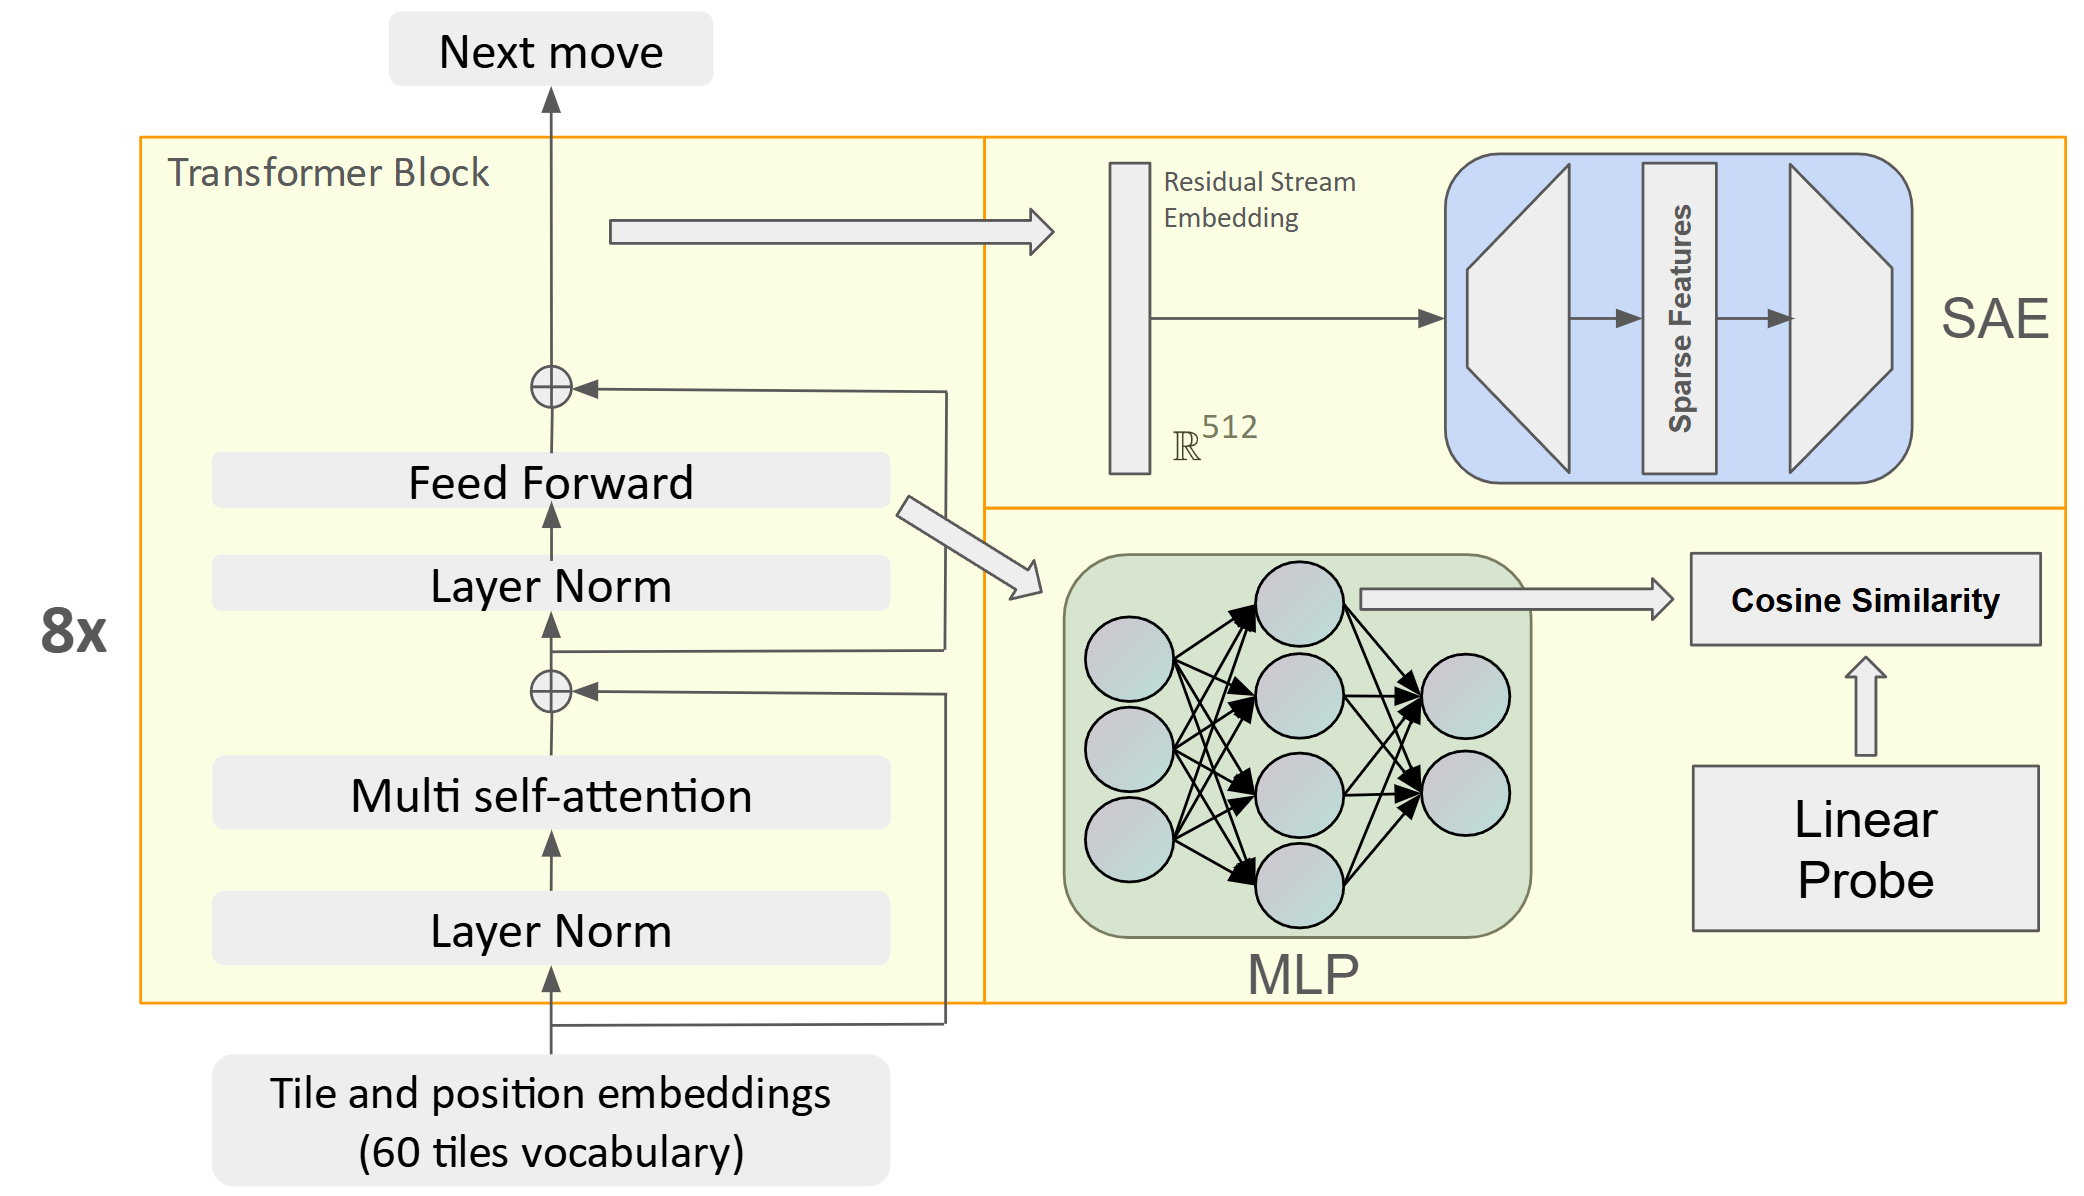 Next move
Transformer Block
Residual Stream
Embedding
ℝ^512
Sparse Features
SAE
Feed Forward
Layer Norm
8x
Multi self-attention
Layer Norm
Cosine Similarity
Linear
Probe
MLP
Tile and position embeddings
(60 tiles vocabulary)